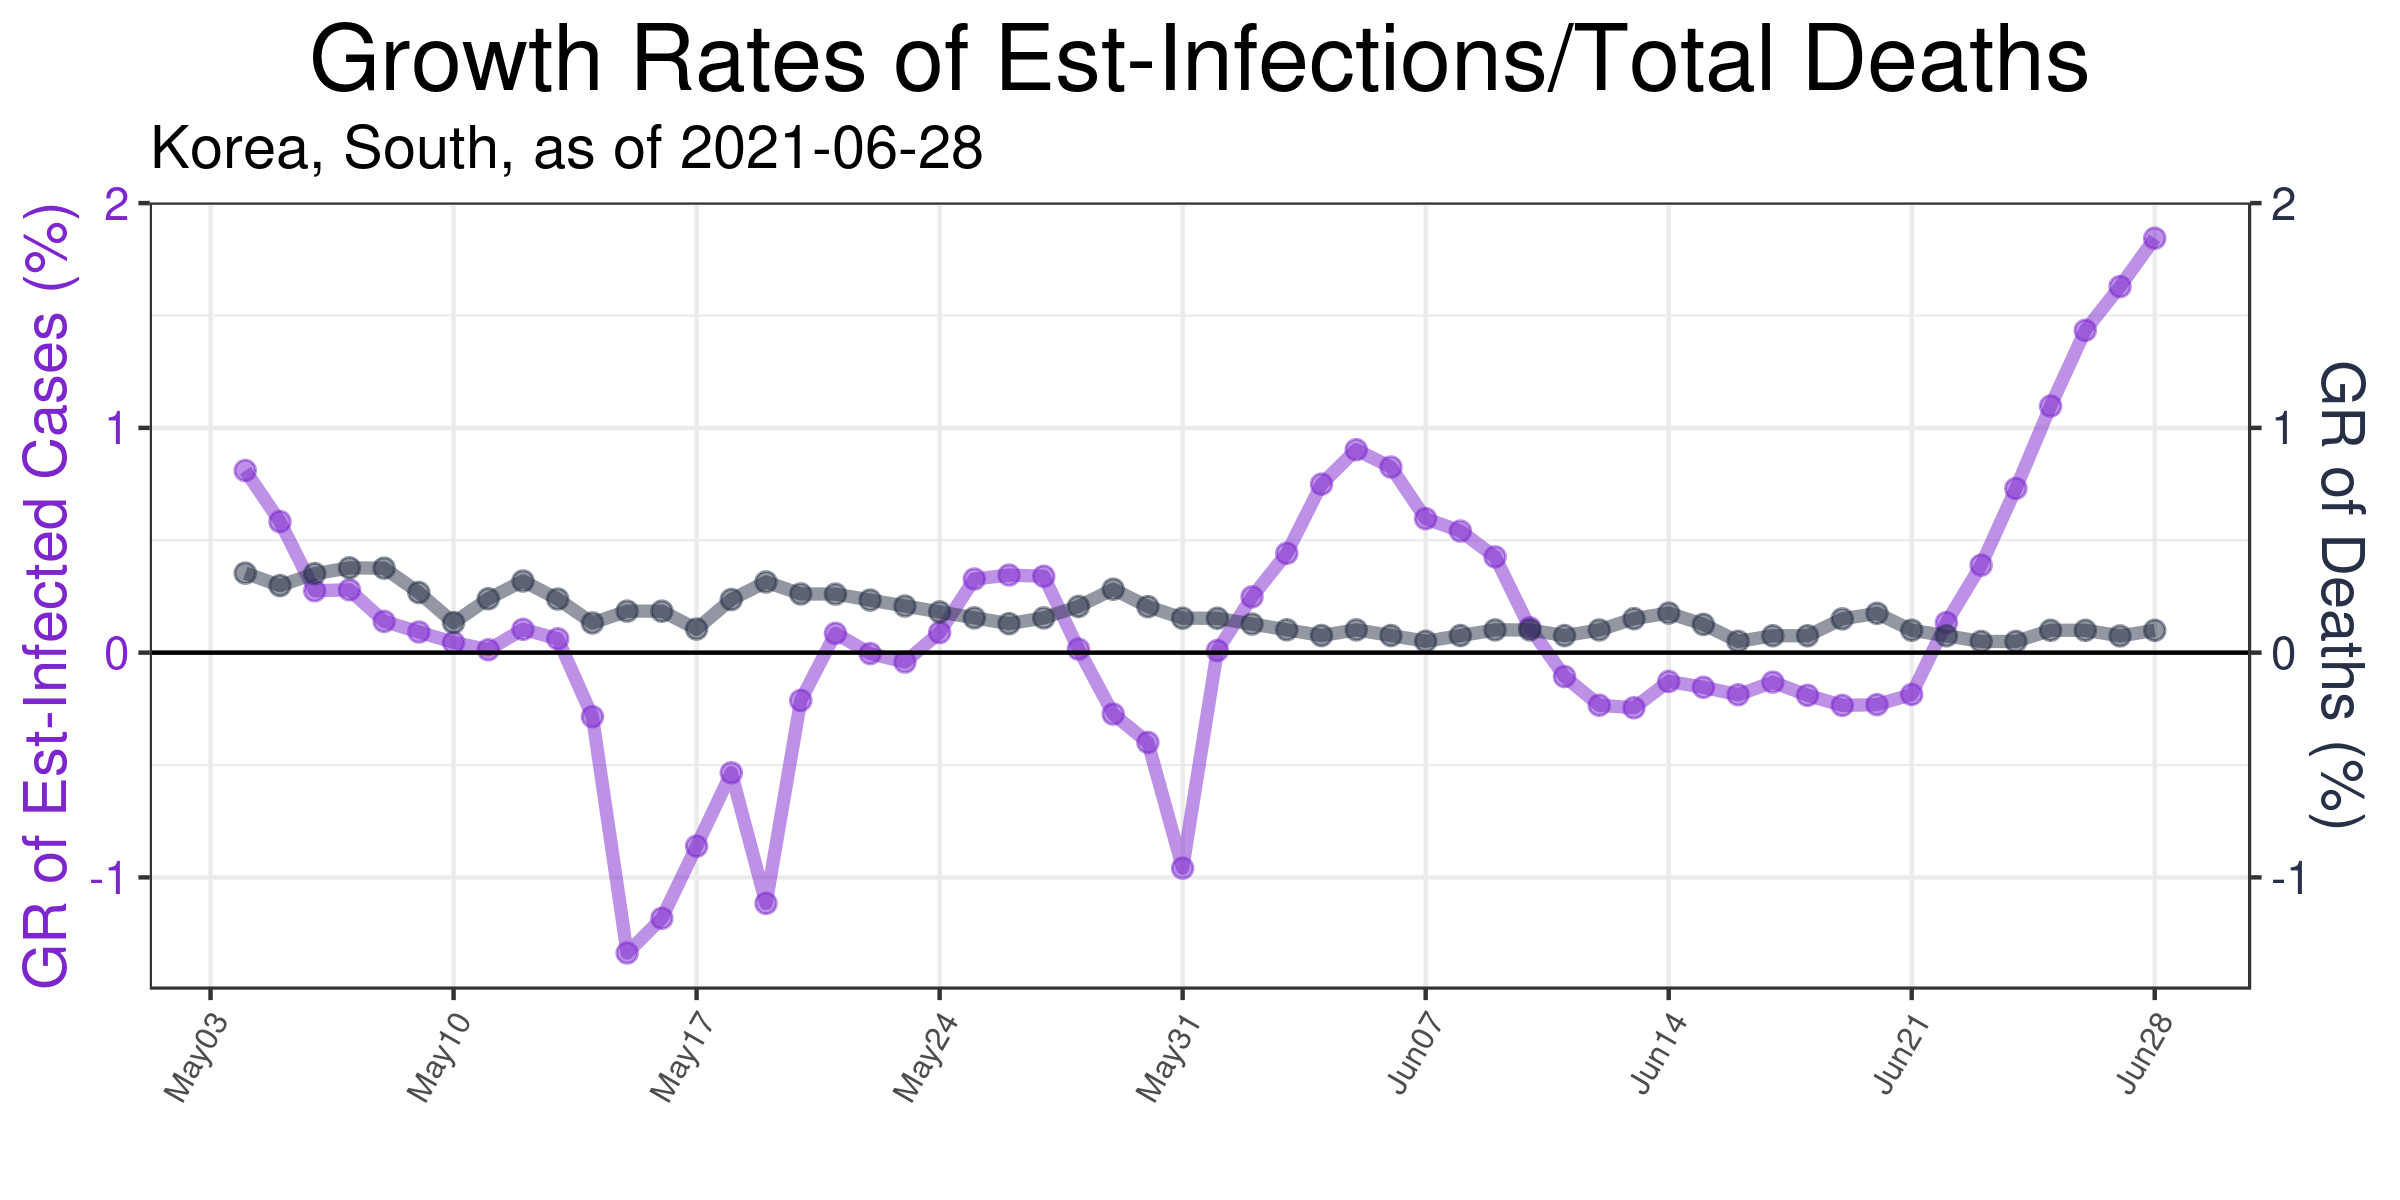 Growth Rates of Est-Infections/Total Deaths
Korea, South, as of 2021-06-28
GR of Est-Infected Cases (%)
2
1
0
-1
2
1
0
-1
GR of Deaths (%)
May03
May10
May17
May24
May31
Jun07
Jun14
Jun21
Jun28